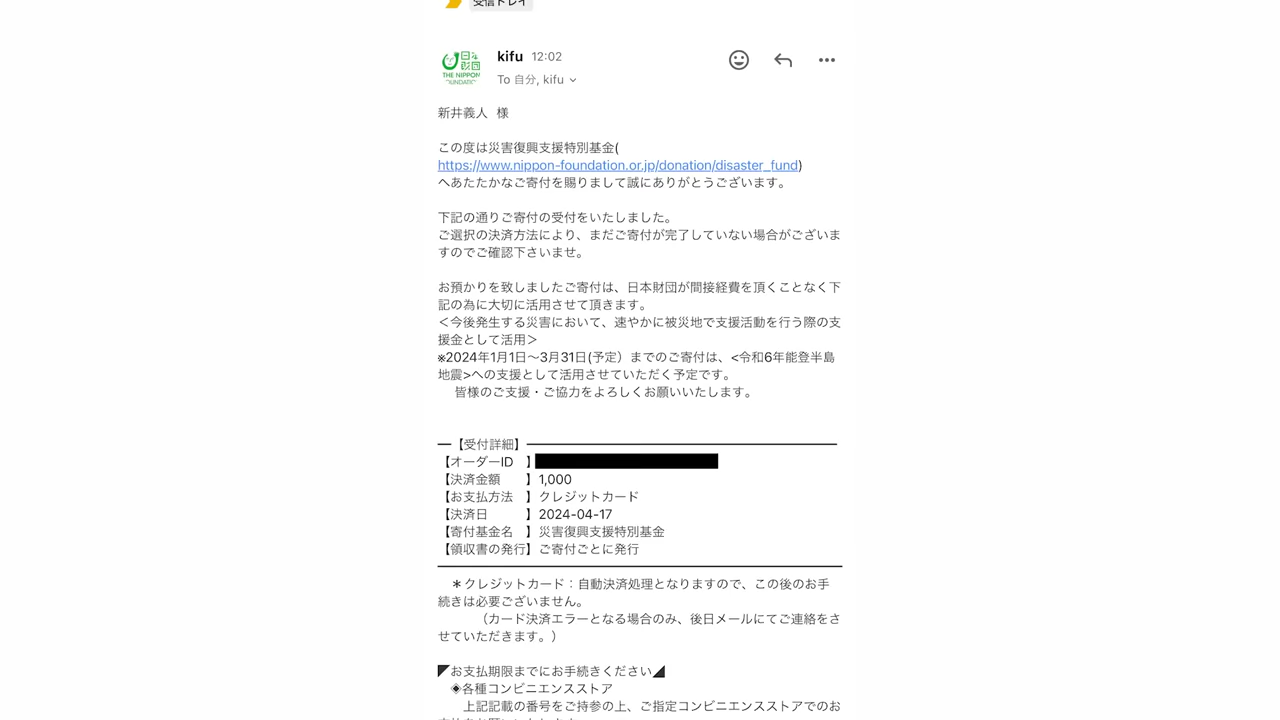 受信トレイ
kifu 12:02
To 自分, kifu
日本財団
THE NIPPON
FOUNDATION
新井義人 様
この度は災害復興支援特別基金(
https://www.nippon-foundation.or.jp/donation/disaster_fund)
へあたたかなご寄付を賜りまして誠にありがとうございます。
下記の通りご寄付の受付をいたしました。
ご選択の決済方法により、まだご寄付が完了していない場合がございま
すのでご確認下さいませ。
お預かりを致しましたご寄付は、日本財団が間接経費を頂くことなく下
記の為に大切に活用させて頂きます。
＜今後発生する災害において、速やかに被災地で支援活動を行う際の支
援金として活用＞
※2024年1月1日～3月31日(予定）までのご寄付は、<令和6年能登半島
地震>への支援として活用させていただく予定です。
皆様のご支援・ご協力をよろしくお願いいたします。
【受付詳細】
【オーダーID 】
【決済金額 】1,000
【お支払方法 】クレジットカード
【決済日 】2024-04-17
【寄付基金名 】災害復興支援特別基金
【領収書の発行】ご寄付ごとに発行
＊クレジットカード：自動決済処理となりますので、この後のお手
続きは必要ございません。
（カード決済エラーとなる場合のみ、後日メールにてご連絡をさ
せていただきます。）
◤お支払期限までにお手続きください◢
◈各種コンビニエンスストア
上記記載の番号をご持参の上、ご指定コンビニエンスストアでのお